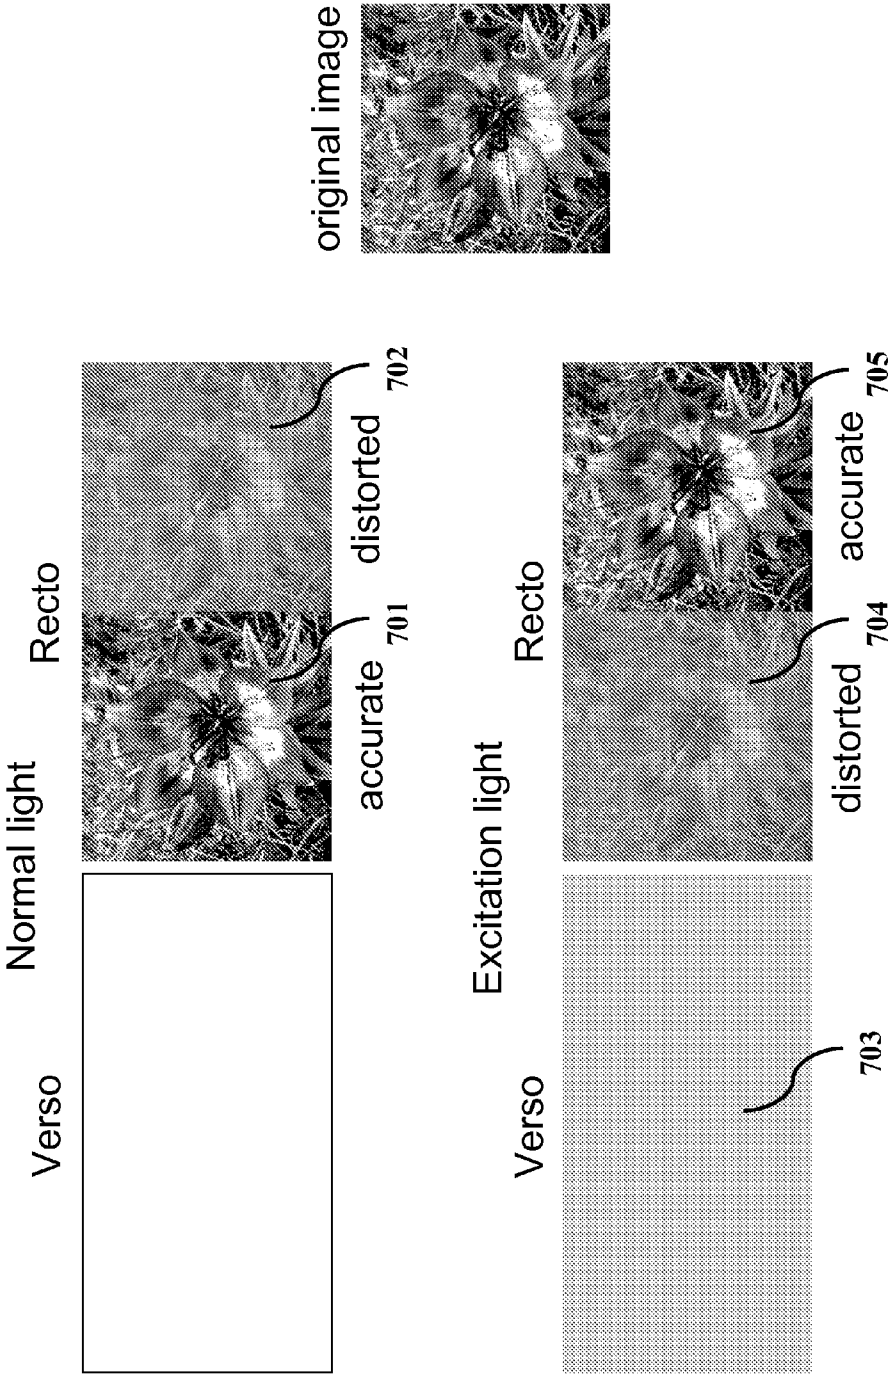 original image
Normal light
Verso
Recto
accurate
701
distorted
702
Excitation light
Verso
Recto
703
distorted
704
accurate
705